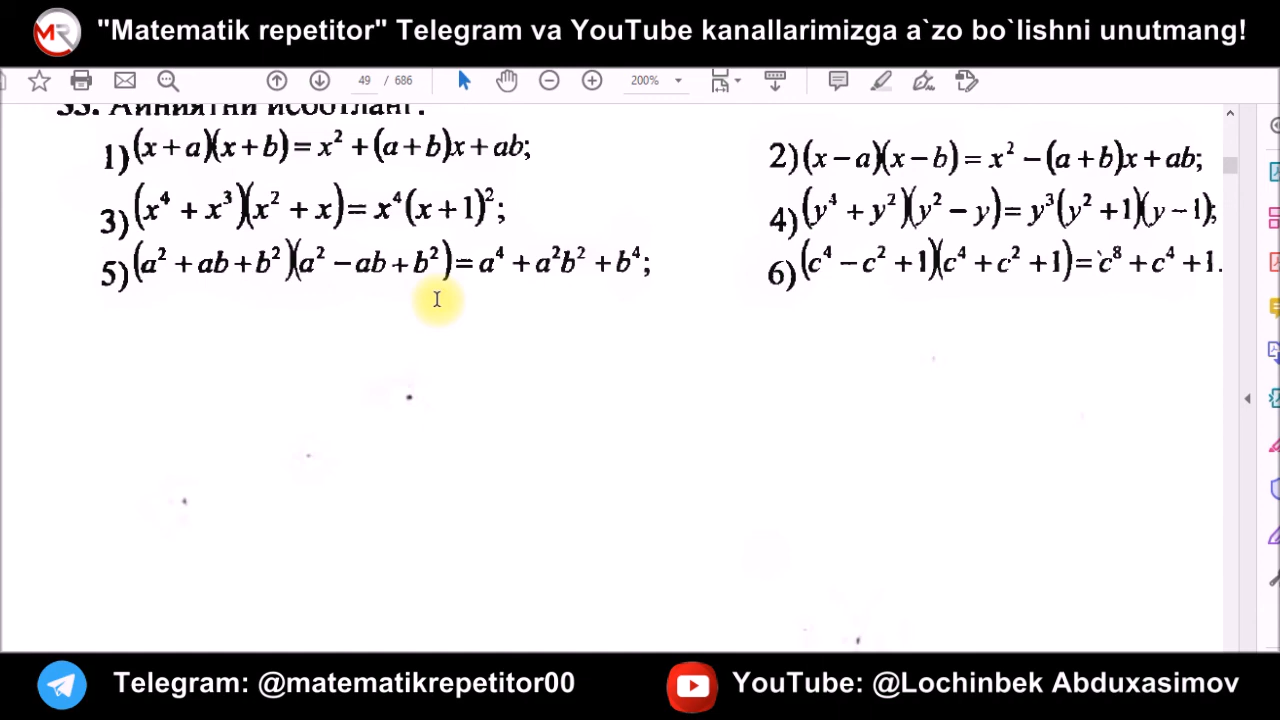 MR
"Matematik repetitor" Telegram va YouTube kanallarimizga a`zo bo`lishni unutmang!
49 / 686
200%
33. Айниятни исботланг:
1) (x + a)(x + b) = x² + (a + b)x + ab;
2) (x − a)(x − b) = x² − (a + b)x + ab;
3) (x⁴ + x³)(x² + x) = x⁴(x + 1)²;
4) (y⁴ + y²)(y² − y) = y³(y² + 1)(y − 1);
5) (a² + ab + b²)(a² − ab + b²) = a⁴ + a²b² + b⁴;
6) (c⁴ − c² + 1)(c⁴ + c² + 1) = c⁸ + c⁴ + 1.
Telegram: @matematikrepetitor00
YouTube: @Lochinbek Abduxasimov